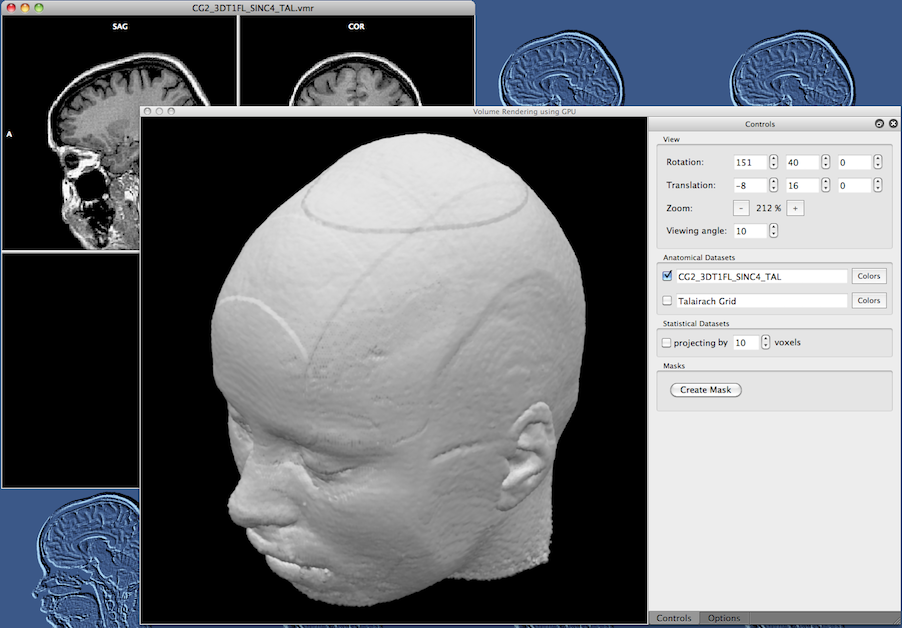 CG2_3DT1FL_SINC4_TAL.vmr
SAG
COR
A
Volume Rendering using GPU
Controls
View
Rotation: 151 40 0
Translation: -8 16 0
Zoom: - 212 % +
Viewing angle: 10
Anatomical Datasets
CG2_3DT1FL_SINC4_TAL Colors
Talairach Grid Colors
Statistical Datasets
projecting by 10 voxels
Masks
Create Mask
Controls Options